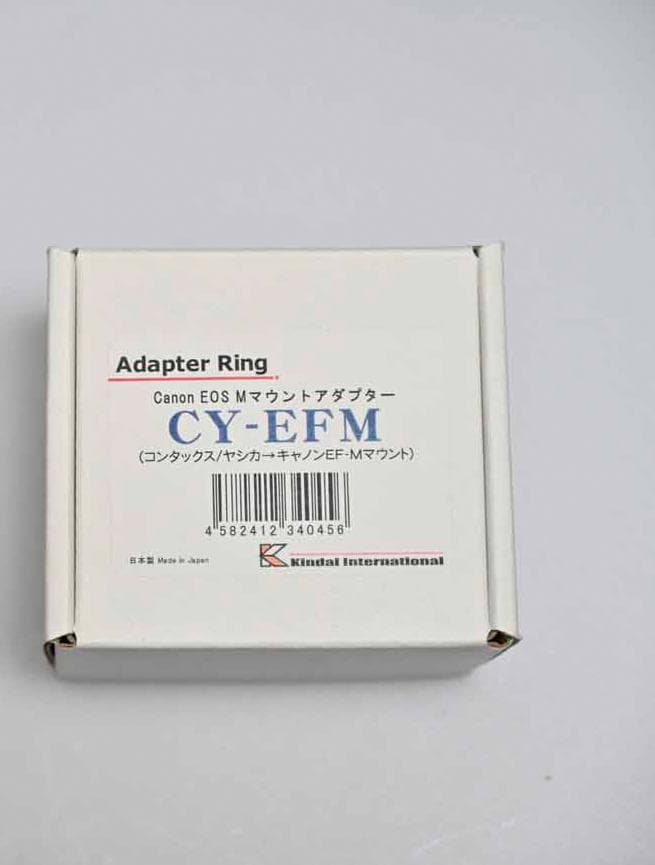 Adapter Ring
Canon EOS Mマウントアダプター
CY-EFM
(コンタックス/ヤシカ→キャノンEF-Mマウント)
4 582412 340456
日本製 Made in Japan
Kindai International